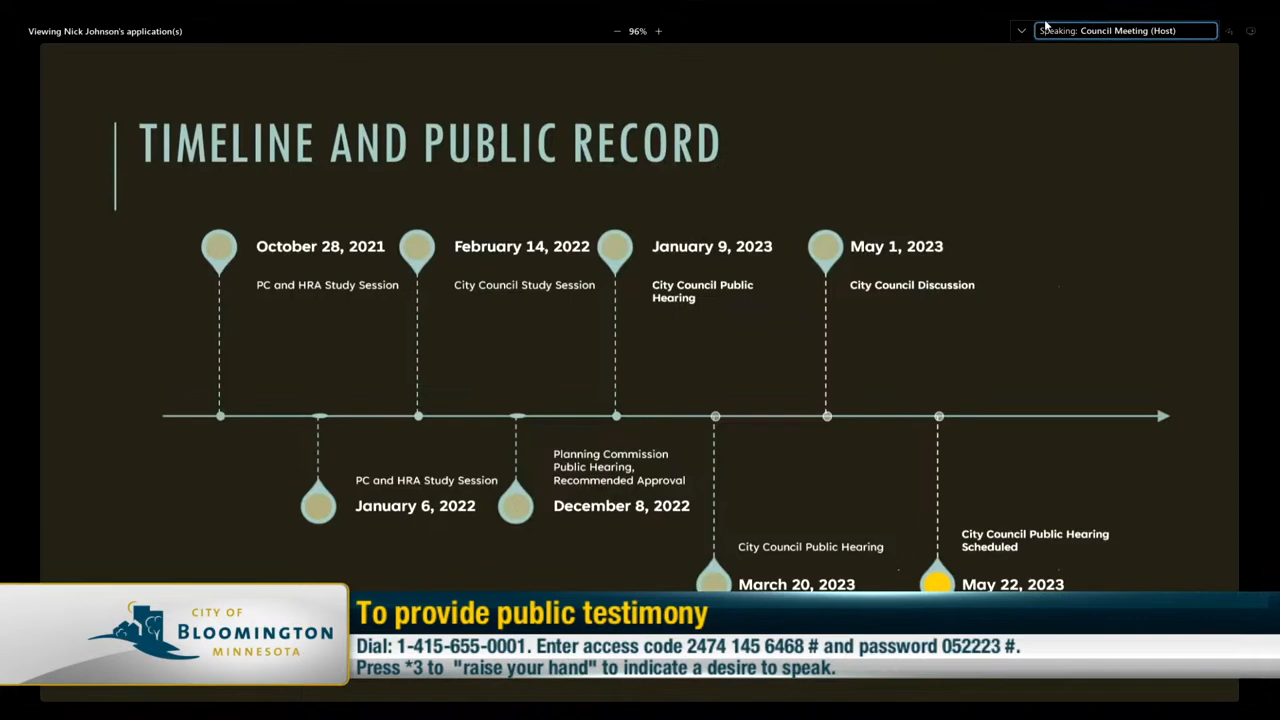 Viewing Nick Johnson's application(s)
96%
Speaking: Council Meeting (Host)
TIMELINE AND PUBLIC RECORD
October 28, 2021
PC and HRA Study Session
February 14, 2022
City Council Study Session
January 9, 2023
City Council Public
Hearing
May 1, 2023
City Council Discussion
PC and HRA Study Session
January 6, 2022
Planning Commission
Public Hearing,
Recommended Approval
December 8, 2022
City Council Public Hearing
March 20, 2023
City Council Public Hearing
Scheduled
May 22, 2023
CITY OF
BLOOMINGTON
MINNESOTA
To provide public testimony
Dial: 1-415-655-0001. Enter access code 2474 145 6468 # and password 052223 #.
Press *3 to "raise your hand" to indicate a desire to speak.